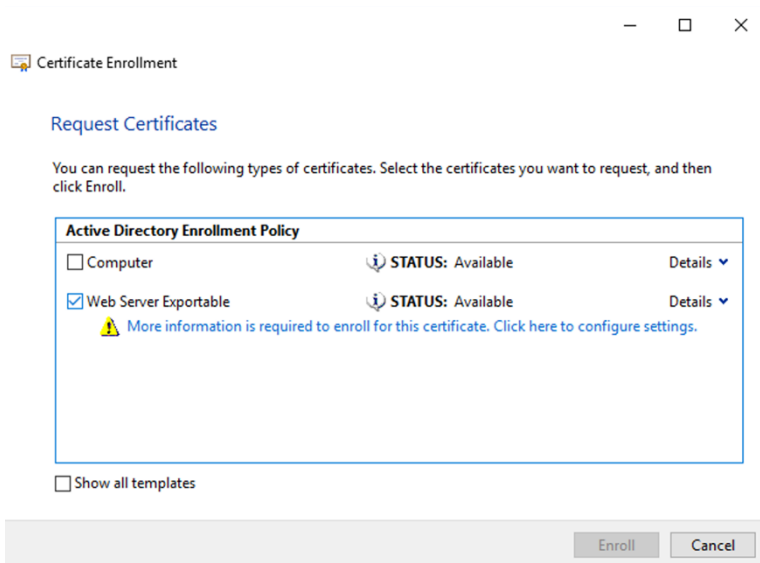 Certificate Enrollment
Request Certificates
You can request the following types of certificates. Select the certificates you want to request, and then
click Enroll.
Active Directory Enrollment Policy
Computer STATUS: Available Details
Web Server Exportable STATUS: Available Details
More information is required to enroll for this certificate. Click here to configure settings.
Show all templates
Enroll Cancel